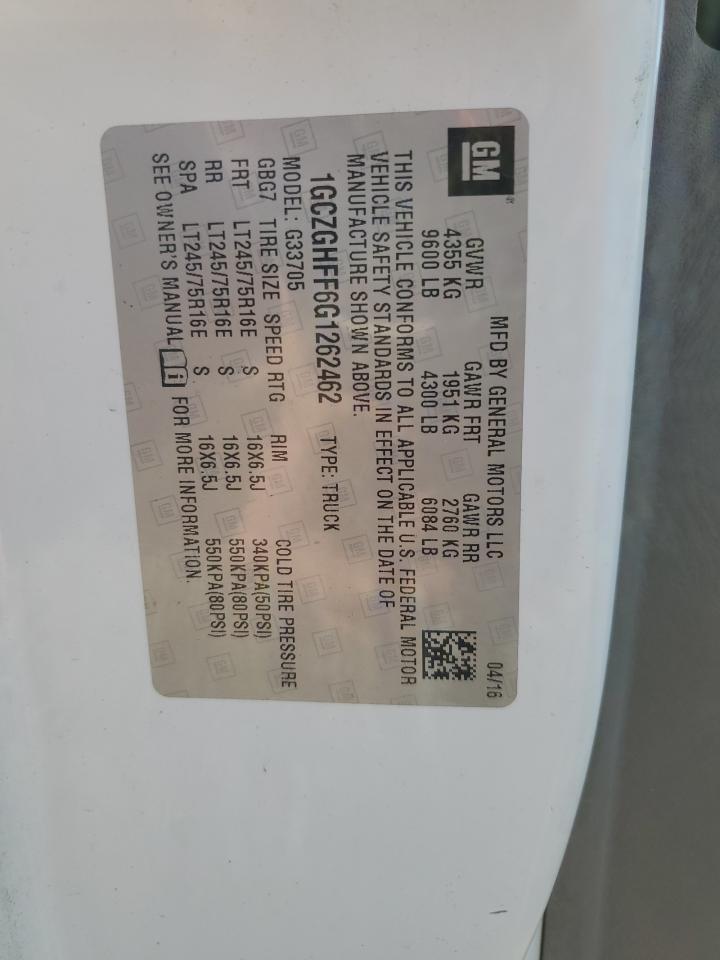 GM
MFD BY GENERAL MOTORS LLC 04/16
GVWR GAWR FRT GAWR RR
4355 KG 1951 KG 2760 KG
9600 LB 4300 LB 6084 LB
THIS VEHICLE CONFORMS TO ALL APPLICABLE U.S. FEDERAL MOTOR
VEHICLE SAFETY STANDARDS IN EFFECT ON THE DATE OF
MANUFACTURE SHOWN ABOVE.
1GCZGHFF6G1262462 TYPE: TRUCK
MODEL: G33705
GBG7 TIRE SIZE SPEED RTG RIM COLD TIRE PRESSURE
FRT LT245/75R16E S 16X6.5J 340KPA(50PSI)
RR LT245/75R16E S 16X6.5J 550KPA(80PSI)
SPA LT245/75R16E S 16X6.5J 550KPA(80PSI)
SEE OWNER'S MANUAL i FOR MORE INFORMATION.